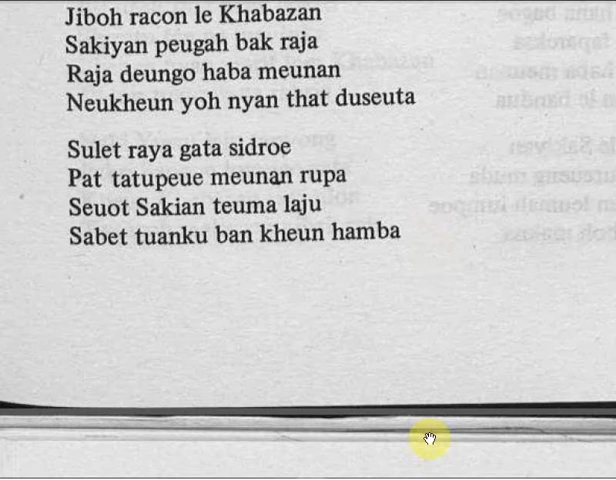 Jiboh racon le Khabazan
Sakiyan peugah bak raja
Raja deungo haba meunan
Neukheun yoh nyan that duseuta
Sulet raya gata sidroe
Pat tatupeue meunan rupa
Seuot Sakian teuma laju
Sabet tuanku ban kheun hamba